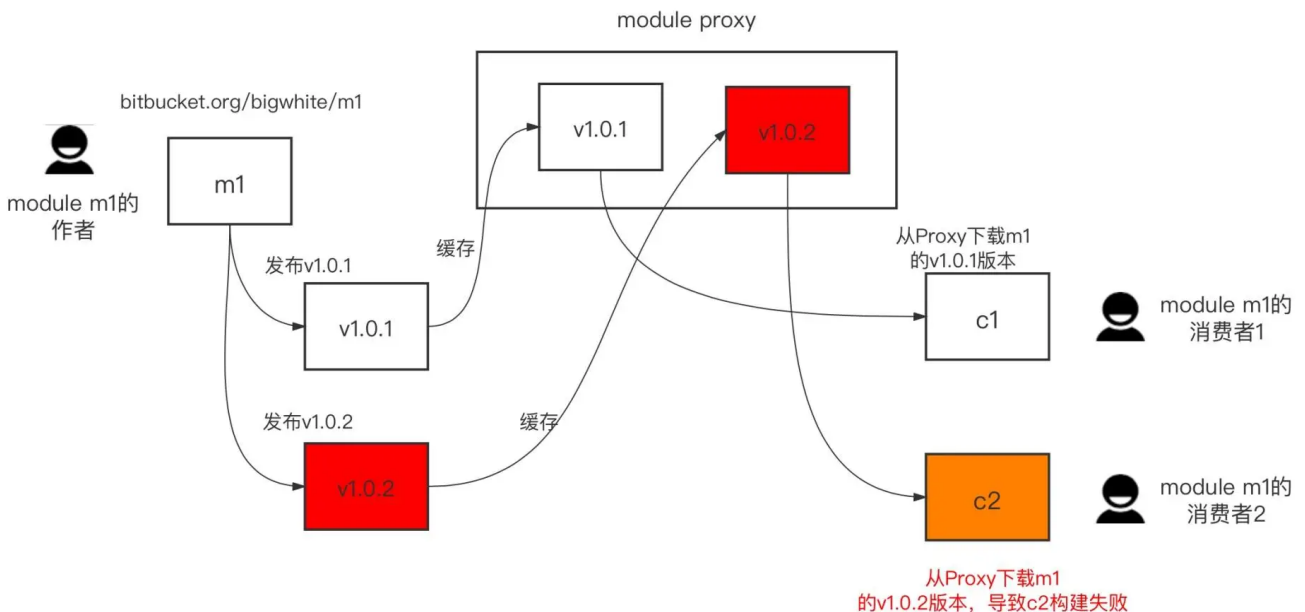 module proxy
bitbucket.org/bigwhite/m1
v1.0.1
v1.0.2
m1
module m1的
作者
缓存
从Proxy下载m1
的v1.0.1版本
发布v1.0.1
v1.0.1
c1
module m1的
消费者1
发布v1.0.2
缓存
v1.0.2
c2
module m1的
消费者2
从Proxy下载m1
的v1.0.2版本，导致c2构建失败